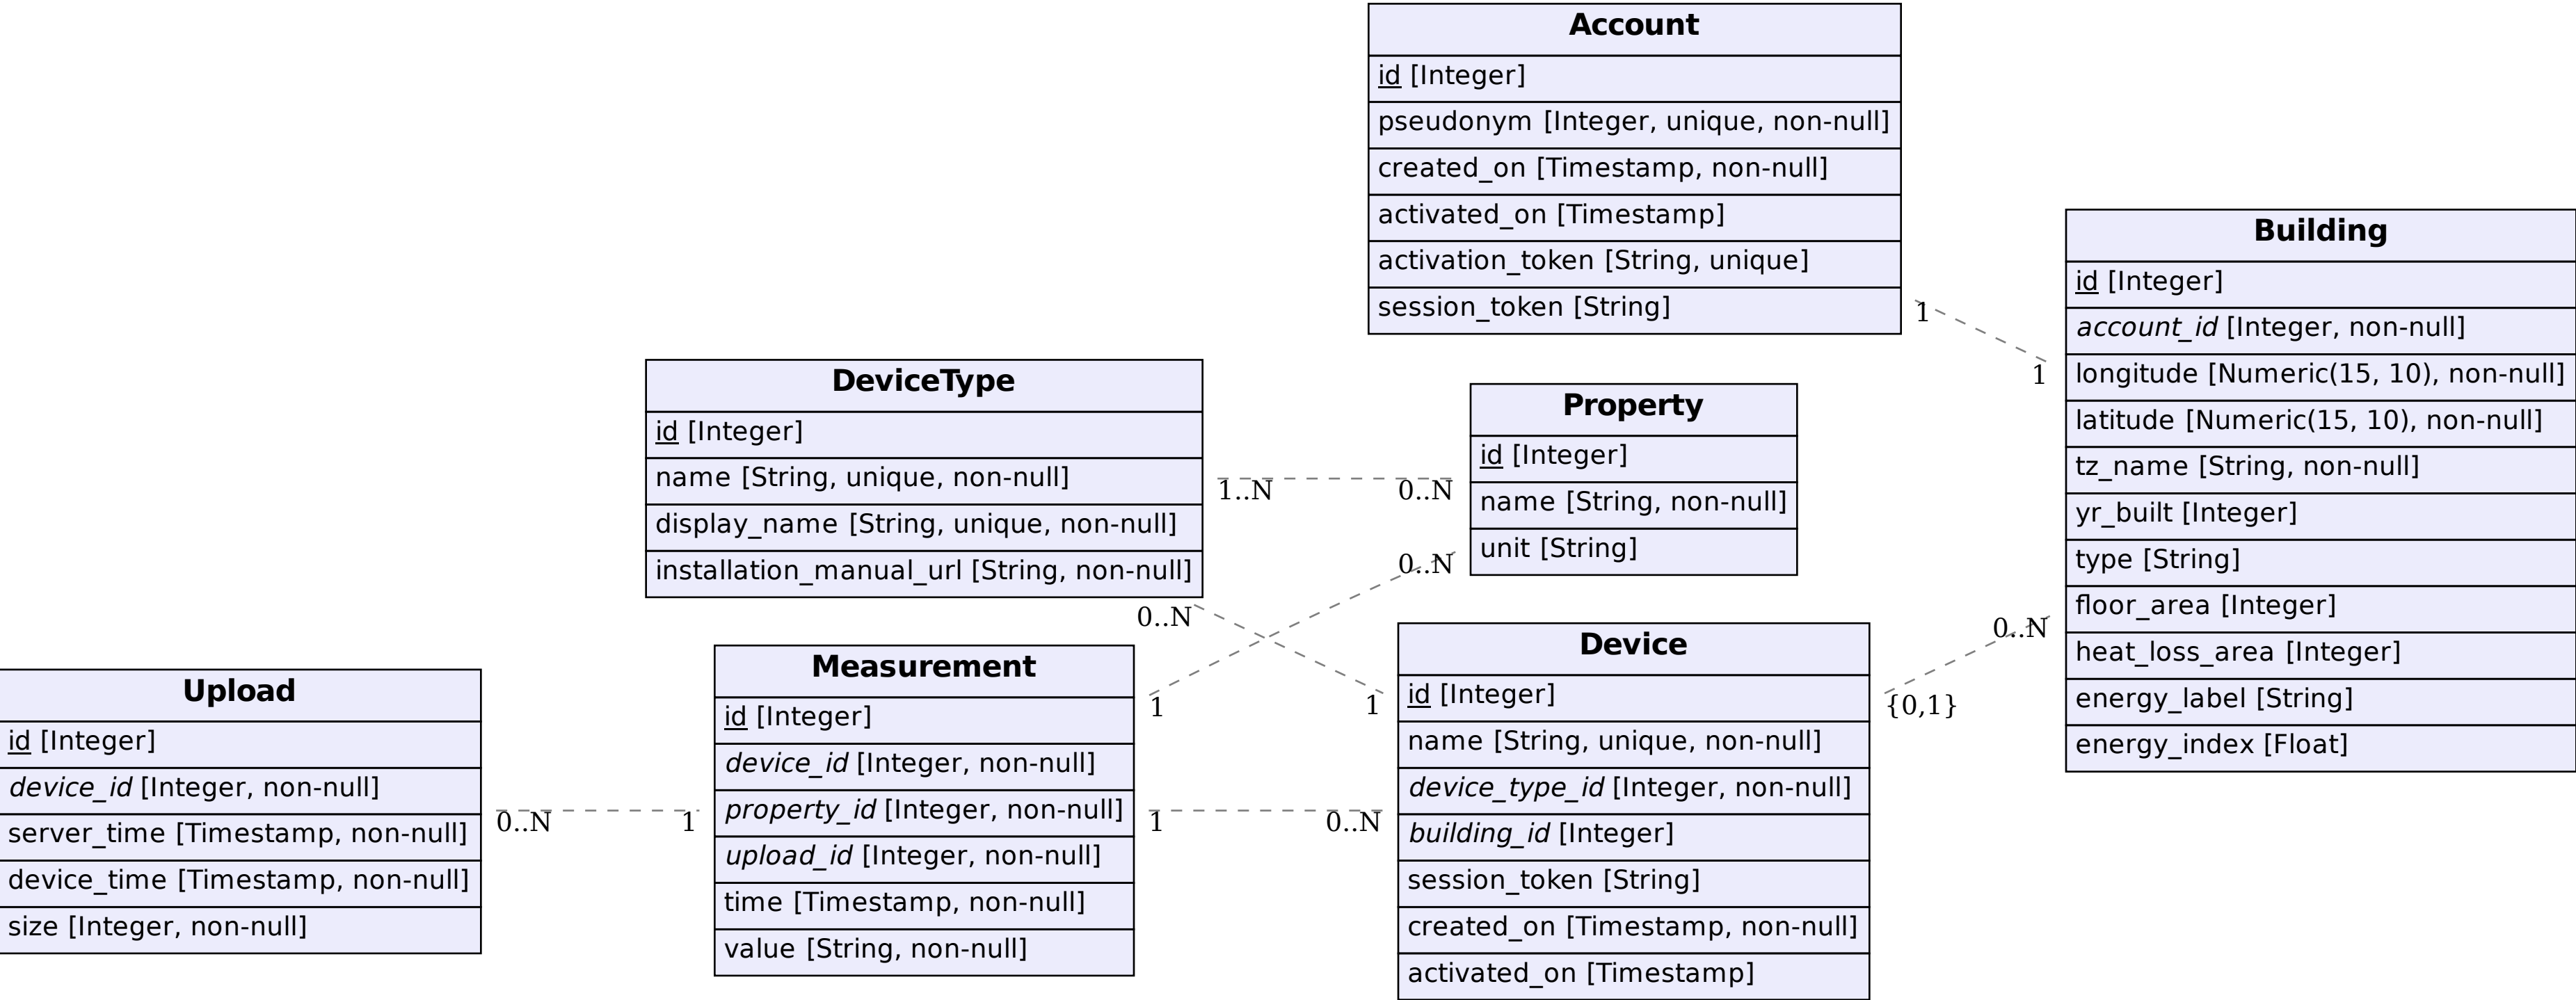 Account
id [Integer]
pseudonym [Integer, unique, non-null]
created_on [Timestamp, non-null]
activated_on [Timestamp]
activation_token [String, unique]
session_token [String]
1
1
Building
id [Integer]
account_id [Integer, non-null]
longitude [Numeric(15, 10), non-null]
latitude [Numeric(15, 10), non-null]
tz_name [String, non-null]
yr_built [Integer]
type [String]
floor_area [Integer]
heat_loss_area [Integer]
energy_label [String]
energy_index [Float]
DeviceType
id [Integer]
name [String, unique, non-null]
display_name [String, unique, non-null]
installation_manual_url [String, non-null]
1..N
0..N
Property
id [Integer]
name [String, non-null]
unit [String]
0..N
0..N
1
1
0..N
{0,1}
Upload
id [Integer]
device_id [Integer, non-null]
server_time [Timestamp, non-null]
device_time [Timestamp, non-null]
size [Integer, non-null]
0..N
1
Measurement
id [Integer]
device_id [Integer, non-null]
property_id [Integer, non-null]
upload_id [Integer, non-null]
time [Timestamp, non-null]
value [String, non-null]
1
0..N
Device
id [Integer]
name [String, unique, non-null]
device_type_id [Integer, non-null]
building_id [Integer]
session_token [String]
created_on [Timestamp, non-null]
activated_on [Timestamp]